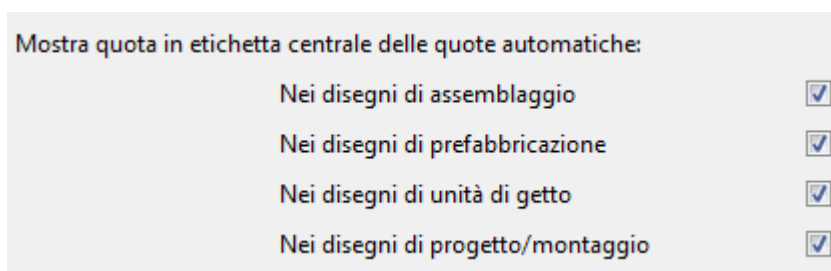 Mostra quota in etichetta centrale delle quote automatiche:
Nei disegni di assemblaggio
Nei disegni di prefabbricazione
Nei disegni di unità di getto
Nei disegni di progetto/montaggio